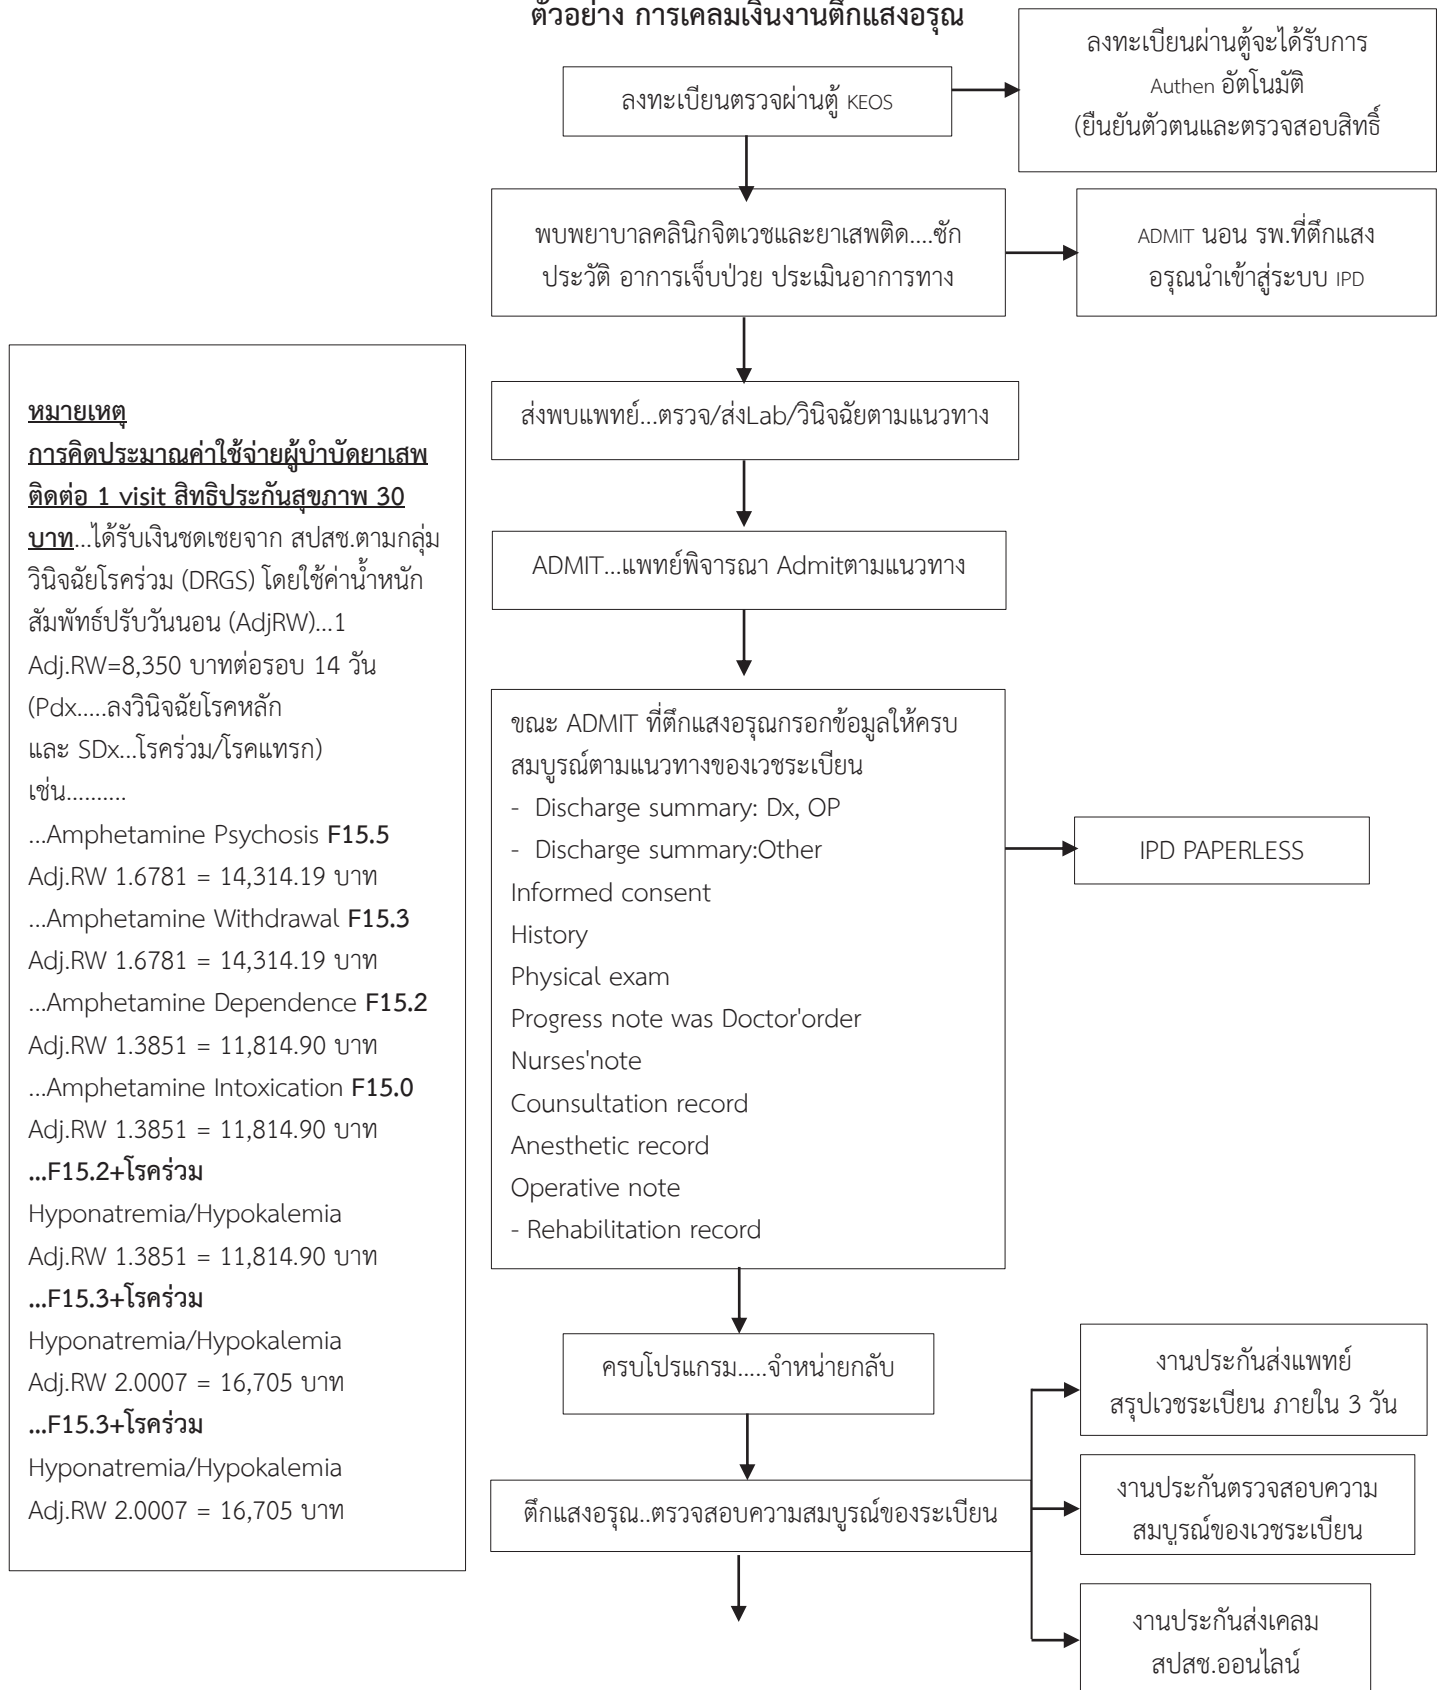 ตัวอย่าง การเคลมเงินงานตึกแสงอรุณ
ลงทะเบียนตรวจผ่านตู้ KEOS
ลงทะเบียนผ่านตู้จะได้รับการ
Authen อัตโนมัติ
(ยืนยันตัวตนและตรวจสอบสิทธิ์
พบพยาบาลคลินิกจิตเวชและยาเสพติด....ซัก
ประวัติ อาการเจ็บป่วย ประเมินอาการทาง
ADMIT นอน รพ.ที่ตึกแสง
อรุณนำเข้าสู่ระบบ IPD
ส่งพบแพทย์...ตรวจ/ส่งLab/วินิจฉัยตามแนวทาง
ADMIT...แพทย์พิจารณา Admitตามแนวทาง
หมายเหตุ
การคิดประมาณค่าใช้จ่ายผู้บำบัดยาเสพ
ติดต่อ 1 visit สิทธิประกันสุขภาพ 30
บาท...ได้รับเงินชดเชยจาก สปสช.ตามกลุ่ม
วินิจฉัยโรคร่วม (DRGS) โดยใช้ค่าน้ำหนัก
สัมพัทธ์ปรับวันนอน (AdjRW)...1
Adj.RW=8,350 บาทต่อรอบ 14 วัน
(Pdx.....ลงวินิจฉัยโรคหลัก
และ SDx...โรคร่วม/โรคแทรก)
เช่น..........
...Amphetamine Psychosis F15.5
Adj.RW 1.6781 = 14,314.19 บาท
...Amphetamine Withdrawal F15.3
Adj.RW 1.6781 = 14,314.19 บาท
...Amphetamine Dependence F15.2
Adj.RW 1.3851 = 11,814.90 บาท
...Amphetamine Intoxication F15.0
Adj.RW 1.3851 = 11,814.90 บาท
...F15.2+โรคร่วม
Hyponatremia/Hypokalemia
Adj.RW 1.3851 = 11,814.90 บาท
...F15.3+โรคร่วม
Hyponatremia/Hypokalemia
Adj.RW 2.0007 = 16,705 บาท
...F15.3+โรคร่วม
Hyponatremia/Hypokalemia
Adj.RW 2.0007 = 16,705 บาท
ขณะ ADMIT ที่ตึกแสงอรุณกรอกข้อมูลให้ครบ
สมบูรณ์ตามแนวทางของเวชระเบียน
- Discharge summary: Dx, OP
- Discharge summary:Other
Informed consent
History
Physical exam
Progress note was Doctor'order
Nurses'note
Counsultation record
Anesthetic record
Operative note
- Rehabilitation record
IPD PAPERLESS
ครบโปรแกรม.....จำหน่ายกลับ
ตึกแสงอรุณ..ตรวจสอบความสมบูรณ์ของระเบียน
งานประกันส่งแพทย์
สรุปเวชระเบียน ภายใน 3 วัน
งานประกันตรวจสอบความ
สมบูรณ์ของเวชระเบียน
งานประกันส่งเคลม
สปสช.ออนไลน์